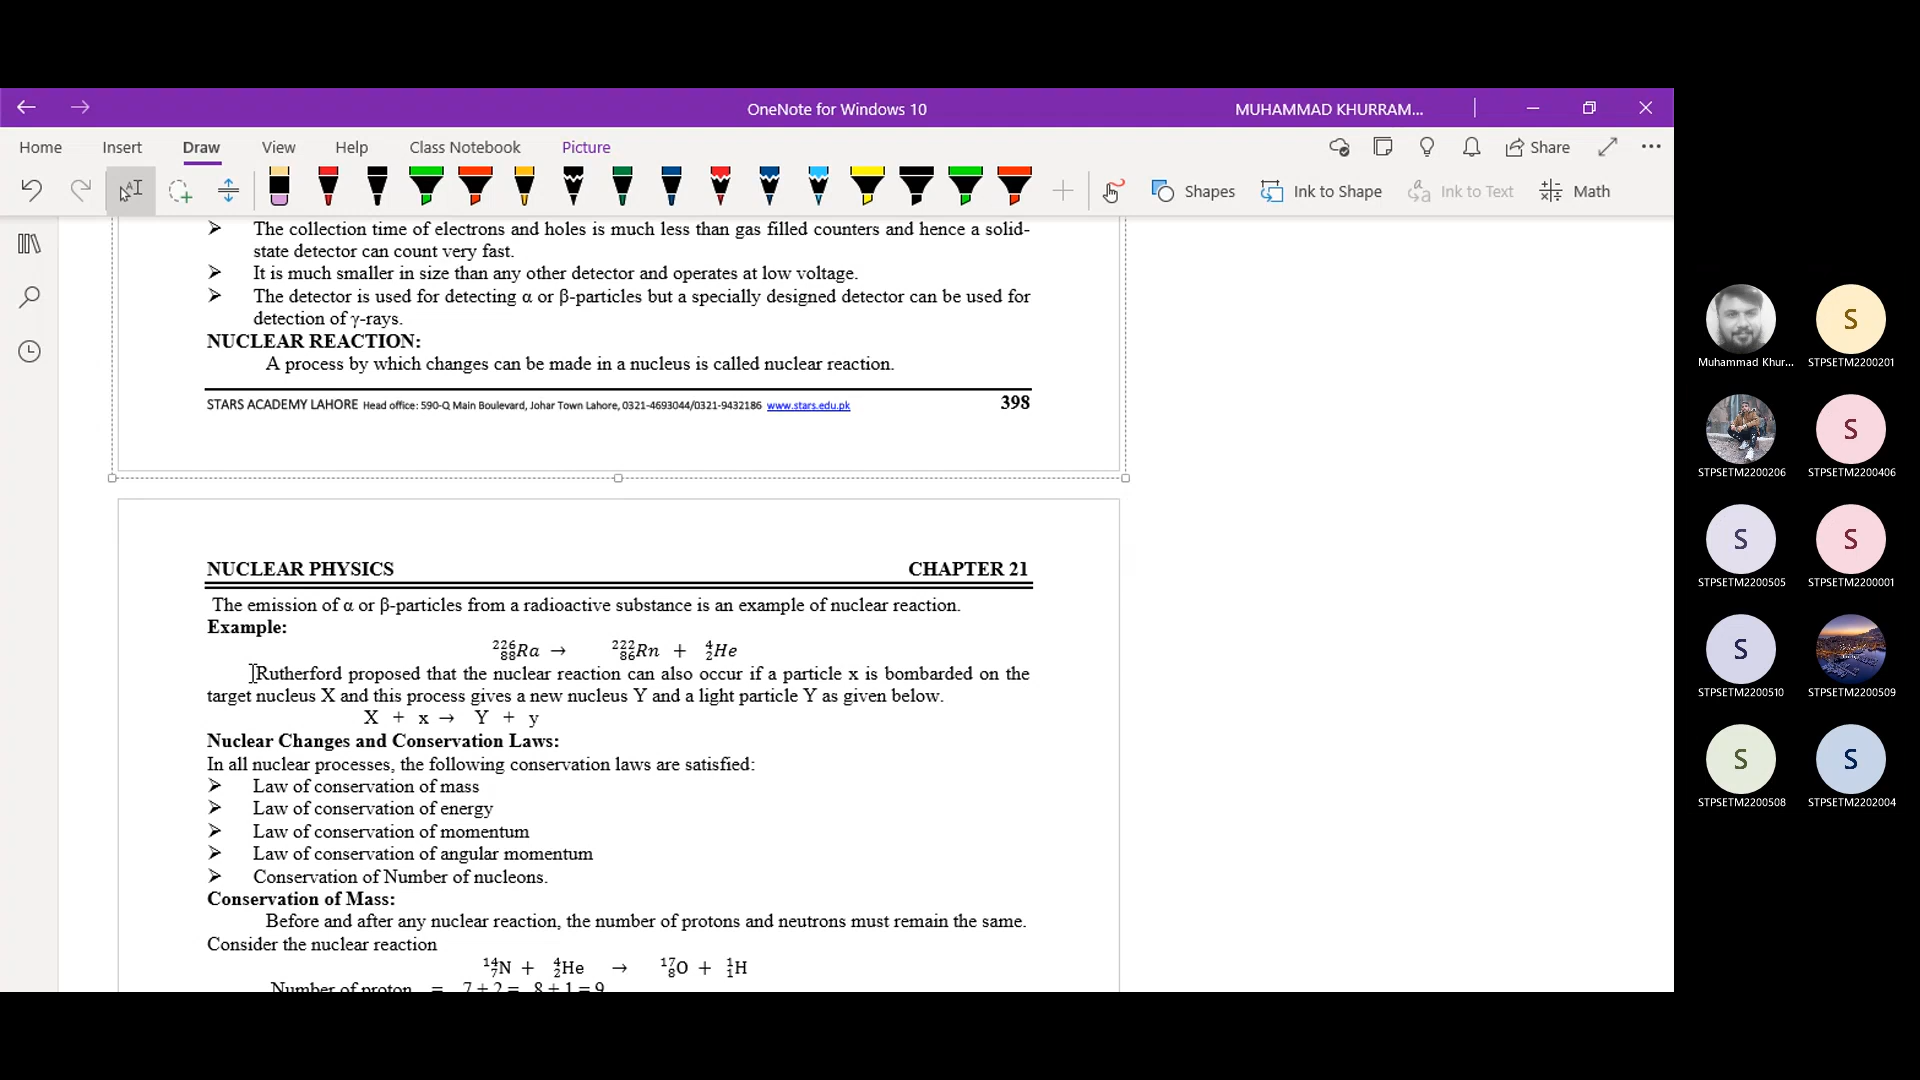 OneNote for Windows 10
MUHAMMAD KHURRAM...
Home Insert Draw View Help Class Notebook Picture
Share
Shapes Ink to Shape Ink to Text Math
➢ The collection time of electrons and holes is much less than gas filled counters and hence a solid-
state detector can count very fast.
➢ It is much smaller in size than any other detector and operates at low voltage.
➢ The detector is used for detecting α or β-particles but a specially designed detector can be used for
detection of γ-rays.
NUCLEAR REACTION:
A process by which changes can be made in a nucleus is called nuclear reaction.
STARS ACADEMY LAHORE Head office: 590-Q Main Boulevard, Johar Town Lahore, 0321-4693044/0321-9432186 www.stars.edu.pk 398
NUCLEAR PHYSICS CHAPTER 21
The emission of α or β-particles from a radioactive substance is an example of nuclear reaction.
Example:
²²⁶₈₈Ra → ²²²₈₆Rn + ⁴₂He
Rutherford proposed that the nuclear reaction can also occur if a particle x is bombarded on the
target nucleus X and this process gives a new nucleus Y and a light particle Y as given below.
X + x → Y + y
Nuclear Changes and Conservation Laws:
In all nuclear processes, the following conservation laws are satisfied:
➢ Law of conservation of mass
➢ Law of conservation of energy
➢ Law of conservation of momentum
➢ Law of conservation of angular momentum
➢ Conservation of Number of nucleons.
Conservation of Mass:
Before and after any nuclear reaction, the number of protons and neutrons must remain the same.
Consider the nuclear reaction
¹⁴₇N + ⁴₂He → ¹⁷₈O + ¹₁H
Number of proton = 7 + 2 = 8 + 1 = 9
S
Muhammad Khur... STPSETM2200201
S
STPSETM2200206 STPSETM2200406
S S
STPSETM2200505 STPSETM2200001
S
STPSETM2200510 STPSETM2200509
S S
STPSETM2200508 STPSETM2202004